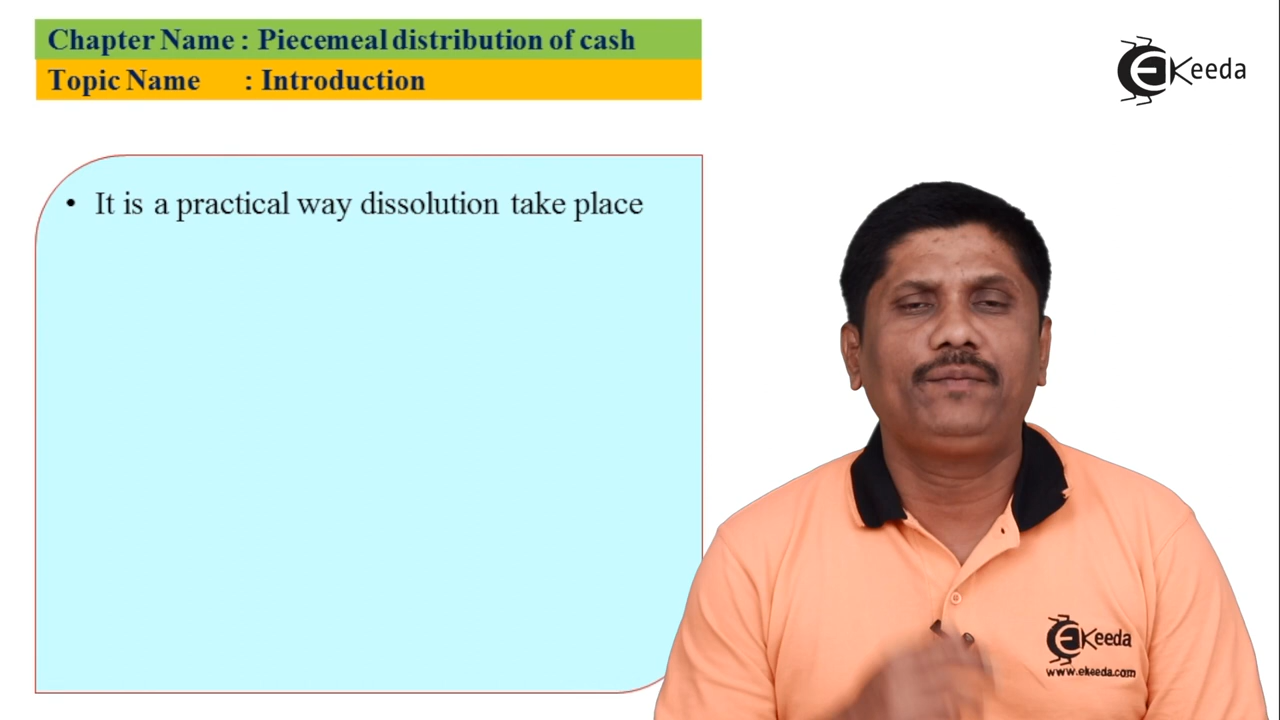 Chapter Name : Piecemeal distribution of cash
Topic Name : Introduction
EKeeda
• It is a practical way dissolution take place
EKeeda
www.ekeeda.com